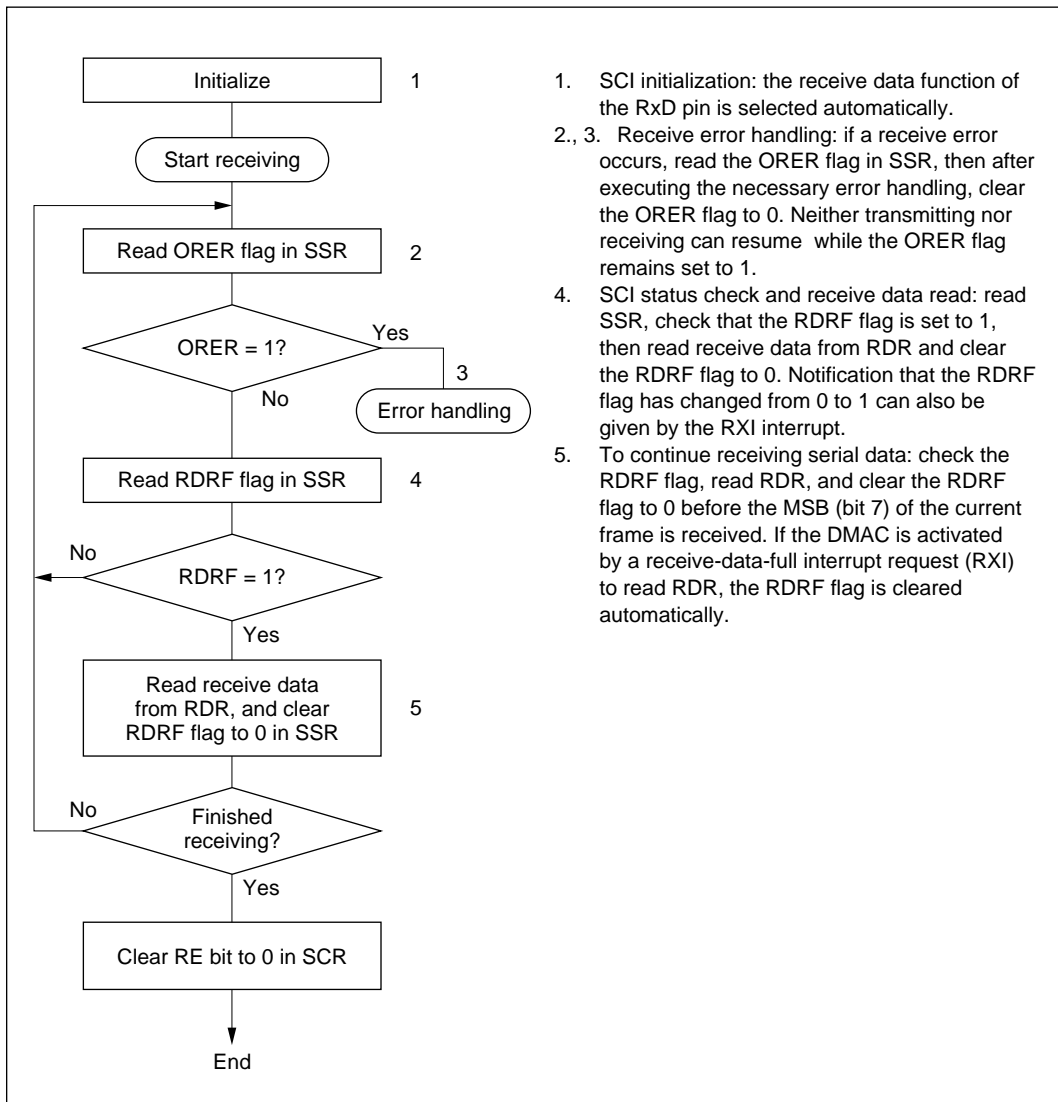 Initialize
1
Start receiving
Read ORER flag in SSR
2
ORER = 1?
Yes
3
No
Error handling
Read RDRF flag in SSR
4
No
RDRF = 1?
Yes
Read receive data
from RDR, and clear
RDRF flag to 0 in SSR
5
No
Finished
receiving?
Yes
Clear RE bit to 0 in SCR
End
1. SCI initialization: the receive data function of
the RxD pin is selected automatically.
2., 3. Receive error handling: if a receive error
occurs, read the ORER flag in SSR, then after
executing the necessary error handling, clear
the ORER flag to 0. Neither transmitting nor
receiving can resume while the ORER flag
remains set to 1.
4. SCI status check and receive data read: read
SSR, check that the RDRF flag is set to 1,
then read receive data from RDR and clear
the RDRF flag to 0. Notification that the RDRF
flag has changed from 0 to 1 can also be
given by the RXI interrupt.
5. To continue receiving serial data: check the
RDRF flag, read RDR, and clear the RDRF
flag to 0 before the MSB (bit 7) of the current
frame is received. If the DMAC is activated
by a receive-data-full interrupt request (RXI)
to read RDR, the RDRF flag is cleared
automatically.